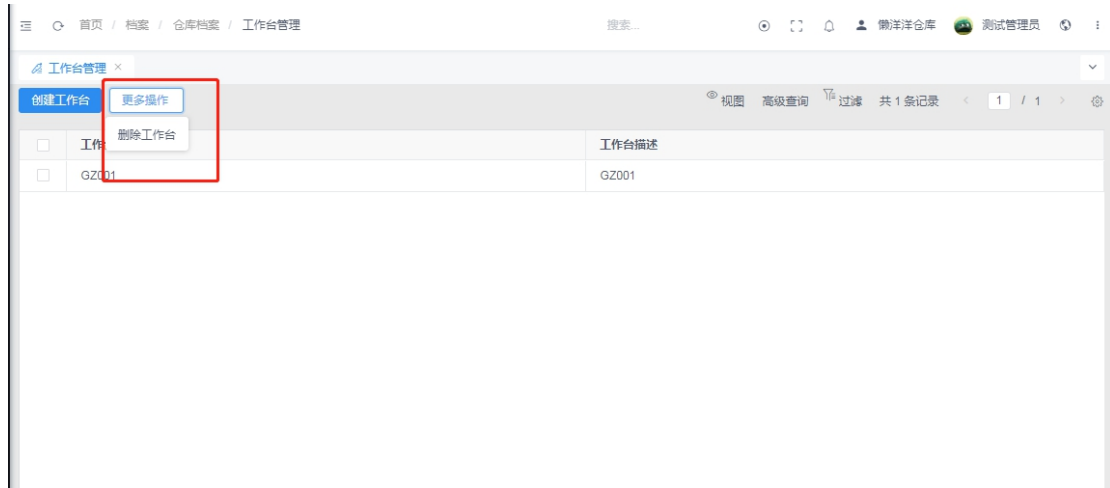 首页 / 档案 / 仓库档案 / 工作台管理 搜索... 懒洋洋仓库 测试管理员
工作台管理 ×
创建工作台 更多操作 视图 高级查询 过滤 共 1 条记录 < 1 / 1 >
删除工作台
工作 工作台描述
GZ001 GZ001